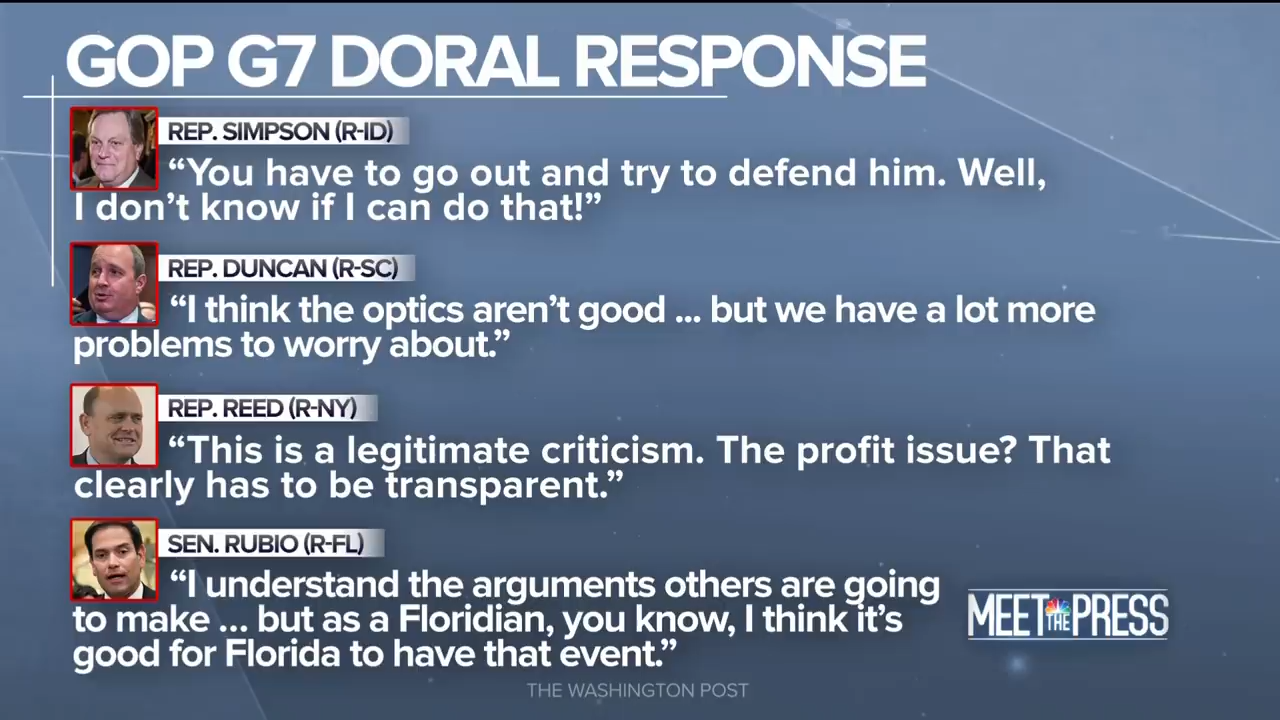 GOP G7 DORAL RESPONSE
REP. SIMPSON (R-ID)
“You have to go out and try to defend him. Well,
I don’t know if I can do that!”
REP. DUNCAN (R-SC)
“I think the optics aren’t good ... but we have a lot more
problems to worry about.”
REP. REED (R-NY)
“This is a legitimate criticism. The profit issue? That
clearly has to be transparent.”
SEN. RUBIO (R-FL)
“I understand the arguments others are going
to make ... but as a Floridian, you know, I think it’s
good for Florida to have that event.”
MEET THE PRESS
THE WASHINGTON POST